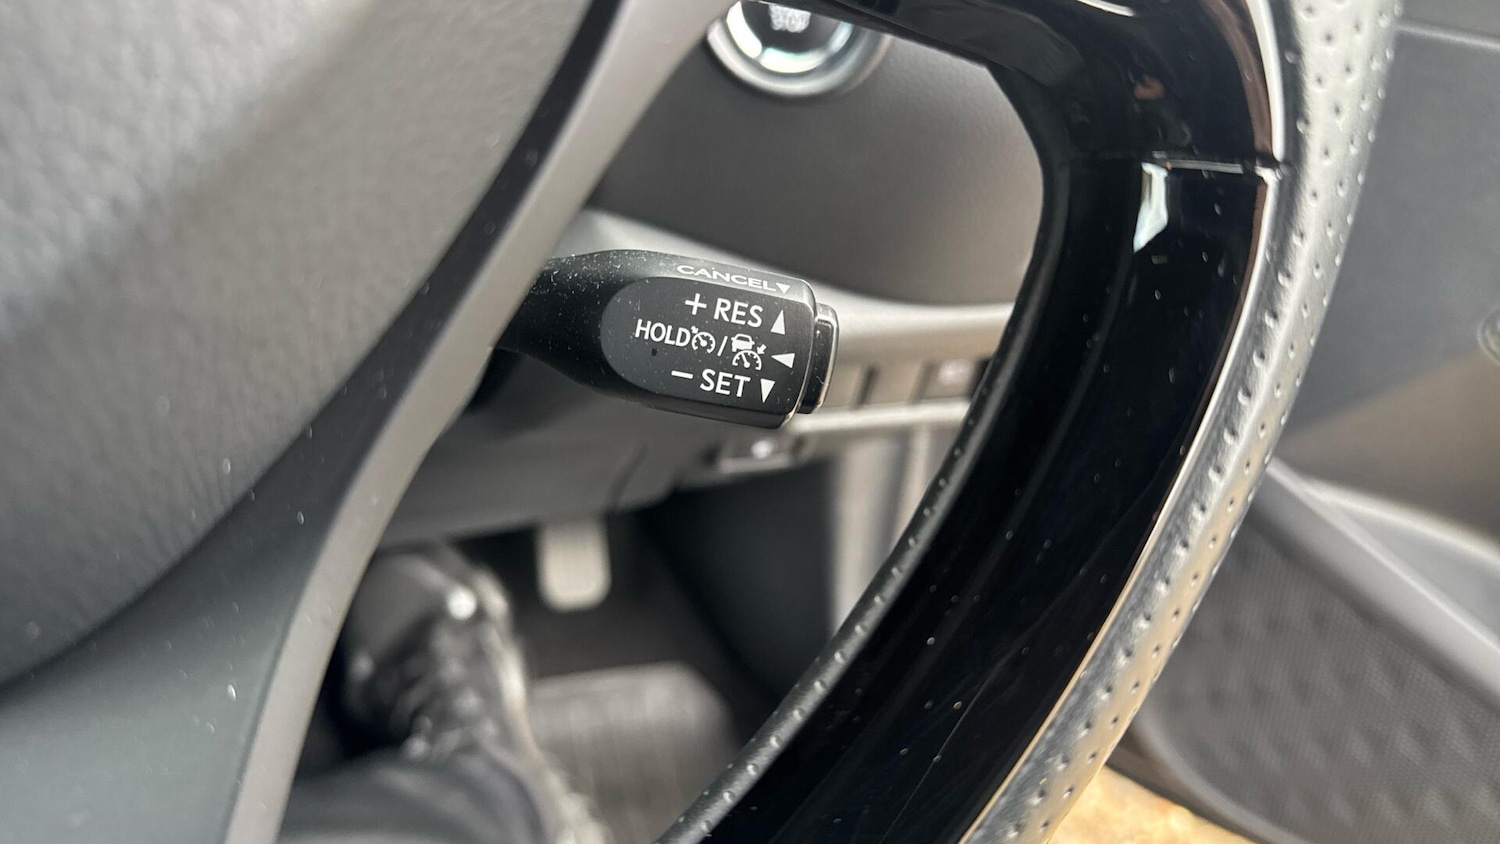 CANCEL▼
+ RES ▲
HOLD / ◀
− SET ▼